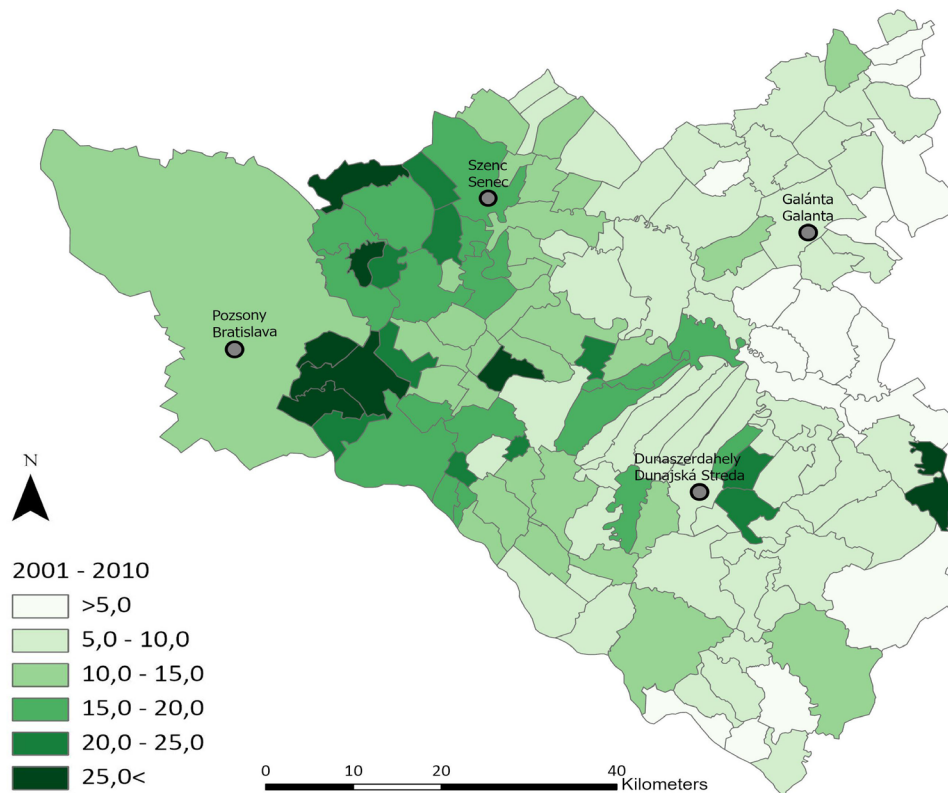 Szenc
Senec
Galánta
Galanta
Pozsony
Bratislava
Dunaszerdahely
Dunajská Streda
N
2001 - 2010
>5,0
5,0 - 10,0
10,0 - 15,0
15,0 - 20,0
20,0 - 25,0
25,0<
0 10 20 40
Kilometers